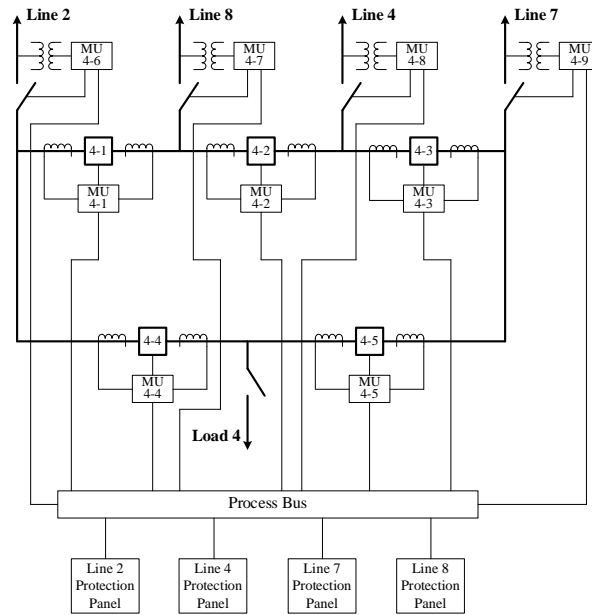 Line 2
Line 8
Line 4
Line 7
MU
4-6
MU
4-7
MU
4-8
MU
4-9
4-1
4-2
4-3
MU
4-1
MU
4-2
MU
4-3
4-4
4-5
MU
4-4
MU
4-5
Load 4
Process Bus
Line 2
Protection
Panel
Line 4
Protection
Panel
Line 7
Protection
Panel
Line 8
Protection
Panel